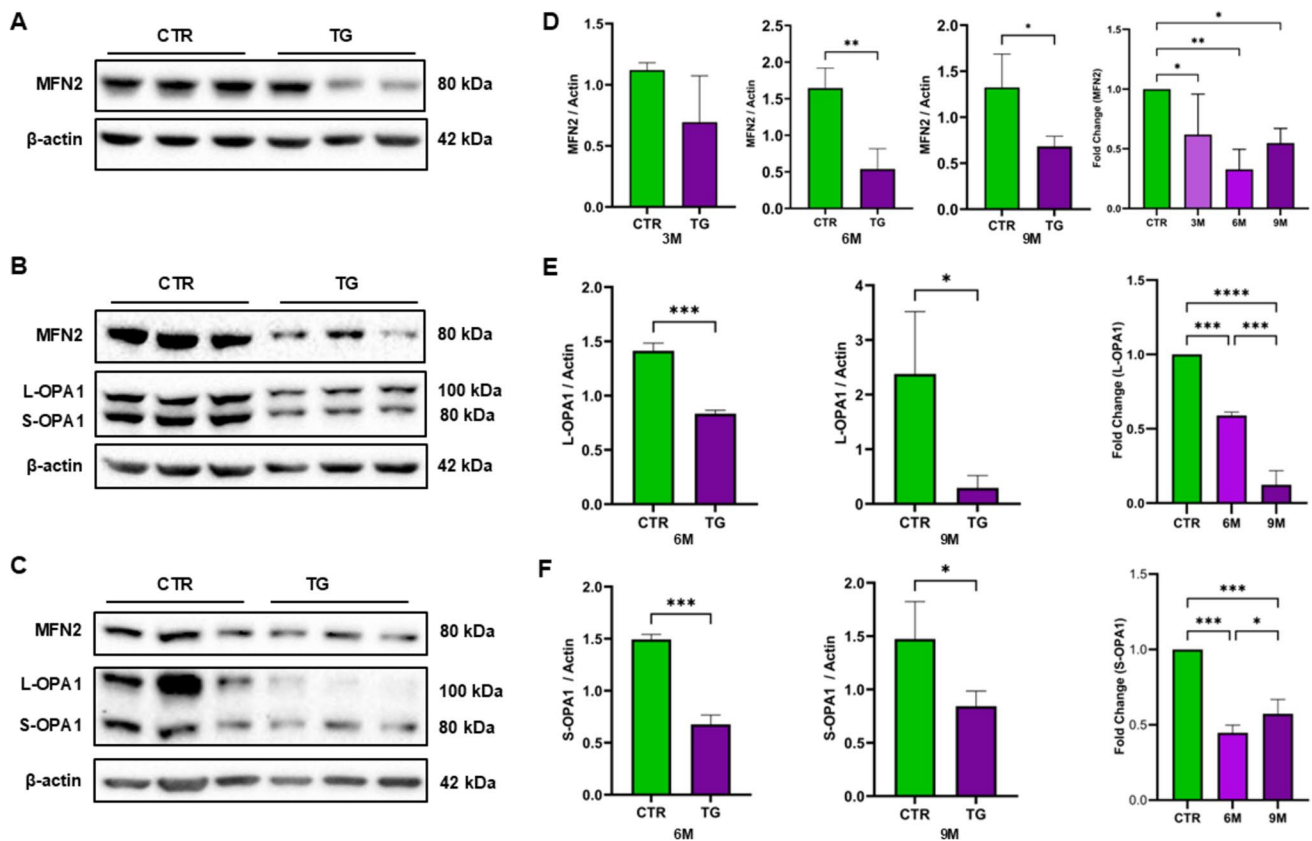 A
CTR TG
MFN2 80 kDa
β-actin 42 kDa
B
CTR TG
MFN2 80 kDa
L-OPA1 100 kDa
S-OPA1 80 kDa
β-actin 42 kDa
C
CTR TG
MFN2 80 kDa
L-OPA1 100 kDa
S-OPA1 80 kDa
β-actin 42 kDa
D
MFN2 / Actin
1.5
1.0
0.5
0.0
CTR TG
3M
MFN2 / Actin
2.5
2.0
1.5
1.0
0.5
0.0
**
CTR TG
6M
MFN2 / Actin
2.0
1.5
1.0
0.5
0.0
*
CTR TG
9M
Fold Change (MFN2)
1.5
1.0
0.5
0.0
*
**
*
CTR 3M 6M 9M
E
L-OPA1 / Actin
2.0
1.5
1.0
0.5
0.0
***
CTR TG
6M
L-OPA1 / Actin
4
3
2
1
0
*
CTR TG
9M
Fold Change (L-OPA1)
1.5
1.0
0.5
0.0
****
*** ***
CTR 6M 9M
F
S-OPA1 / Actin
2.0
1.5
1.0
0.5
0.0
***
CTR TG
6M
S-OPA1 / Actin
2.0
1.5
1.0
0.5
0.0
*
CTR TG
9M
Fold Change (S-OPA1)
1.5
1.0
0.5
0.0
***
*** *
CTR 6M 9M